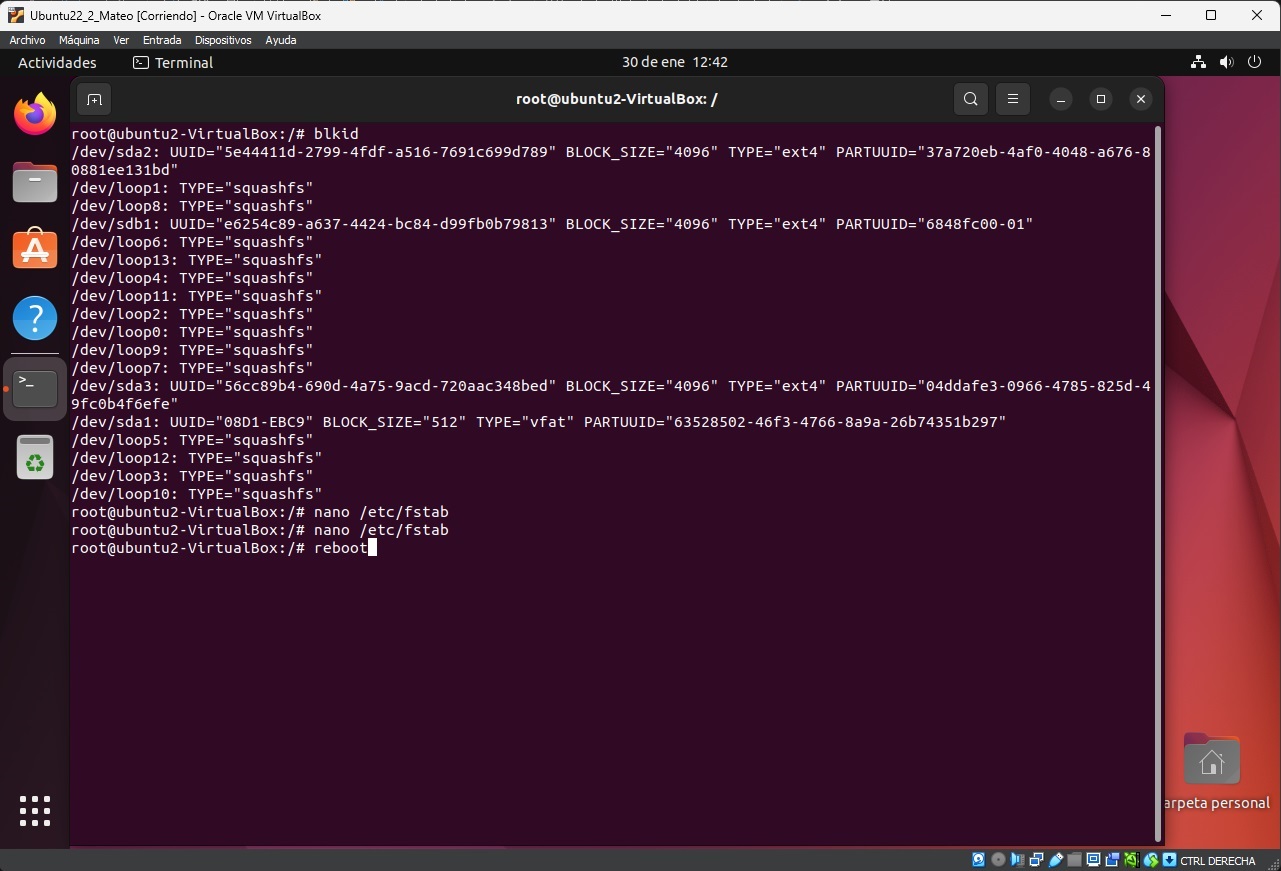 Ubuntu22_2_Mateo [Corriendo] - Oracle VM VirtualBox
Archivo Máquina Ver Entrada Dispositivos Ayuda
Actividades Terminal 30 de ene 12:42
root@ubuntu2-VirtualBox: /
root@ubuntu2-VirtualBox:/# blkid
/dev/sda2: UUID="5e44411d-2799-4fdf-a516-7691c699d789" BLOCK_SIZE="4096" TYPE="ext4" PARTUUID="37a720eb-4af0-4048-a676-8
0881ee131bd"
/dev/loop1: TYPE="squashfs"
/dev/loop8: TYPE="squashfs"
/dev/sdb1: UUID="e6254c89-a637-4424-bc84-d99fb0b79813" BLOCK_SIZE="4096" TYPE="ext4" PARTUUID="6848fc00-01"
/dev/loop6: TYPE="squashfs"
/dev/loop13: TYPE="squashfs"
/dev/loop4: TYPE="squashfs"
/dev/loop11: TYPE="squashfs"
/dev/loop2: TYPE="squashfs"
/dev/loop0: TYPE="squashfs"
/dev/loop9: TYPE="squashfs"
/dev/loop7: TYPE="squashfs"
/dev/sda3: UUID="56cc89b4-690d-4a75-9acd-720aac348bed" BLOCK_SIZE="4096" TYPE="ext4" PARTUUID="04ddafe3-0966-4785-825d-4
9fc0b4f6efe"
/dev/sda1: UUID="08D1-EBC9" BLOCK_SIZE="512" TYPE="vfat" PARTUUID="63528502-46f3-4766-8a9a-26b74351b297"
/dev/loop5: TYPE="squashfs"
/dev/loop12: TYPE="squashfs"
/dev/loop3: TYPE="squashfs"
/dev/loop10: TYPE="squashfs"
root@ubuntu2-VirtualBox:/# nano /etc/fstab
root@ubuntu2-VirtualBox:/# nano /etc/fstab
root@ubuntu2-VirtualBox:/# reboot
arpeta personal
CTRL DERECHA